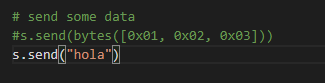 # send some data
#s.send(bytes([0x01, 0x02, 0x03]))
s.send("hola")